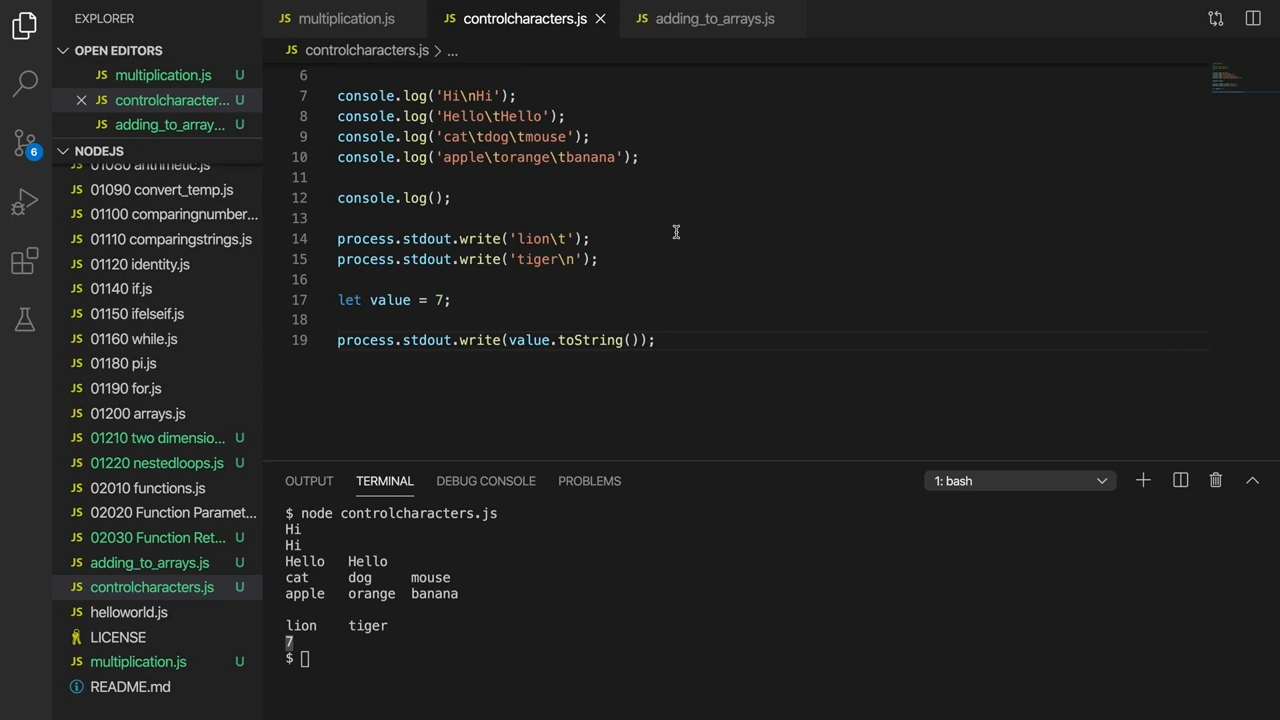 EXPLORER
OPEN EDITORS
JS multiplication.js U
JS controlcharacter... U
JS adding_to_array... U
6
NODEJS
01080 arithmetic.js
JS 01090 convert_temp.js
JS 01100 comparingnumber...
JS 01110 comparingstrings.js
JS 01120 identity.js
JS 01140 if.js
JS 01150 ifelseif.js
JS 01160 while.js
JS 01180 pi.js
JS 01190 for.js
JS 01200 arrays.js
JS 01210 two dimensio... U
JS 01220 nestedloops.js U
JS 02010 functions.js
JS 02020 Function Paramet...
JS 02030 Function Ret... U
JS adding_to_arrays.js U
JS controlcharacters.js U
JS helloworld.js
LICENSE
JS multiplication.js U
README.md
JS multiplication.js JS controlcharacters.js JS adding_to_arrays.js
JS controlcharacters.js > ...
6
7 console.log('Hi\nHi');
8 console.log('Hello\tHello');
9 console.log('cat\tdog\tmouse');
10 console.log('apple\torange\tbanana');
11
12 console.log();
13
14 process.stdout.write('lion\t');
15 process.stdout.write('tiger\n');
16
17 let value = 7;
18
19 process.stdout.write(value.toString());
OUTPUT TERMINAL DEBUG CONSOLE PROBLEMS 1: bash
$ node controlcharacters.js
Hi
Hi
Hello Hello
cat dog mouse
apple orange banana
lion tiger
7
$